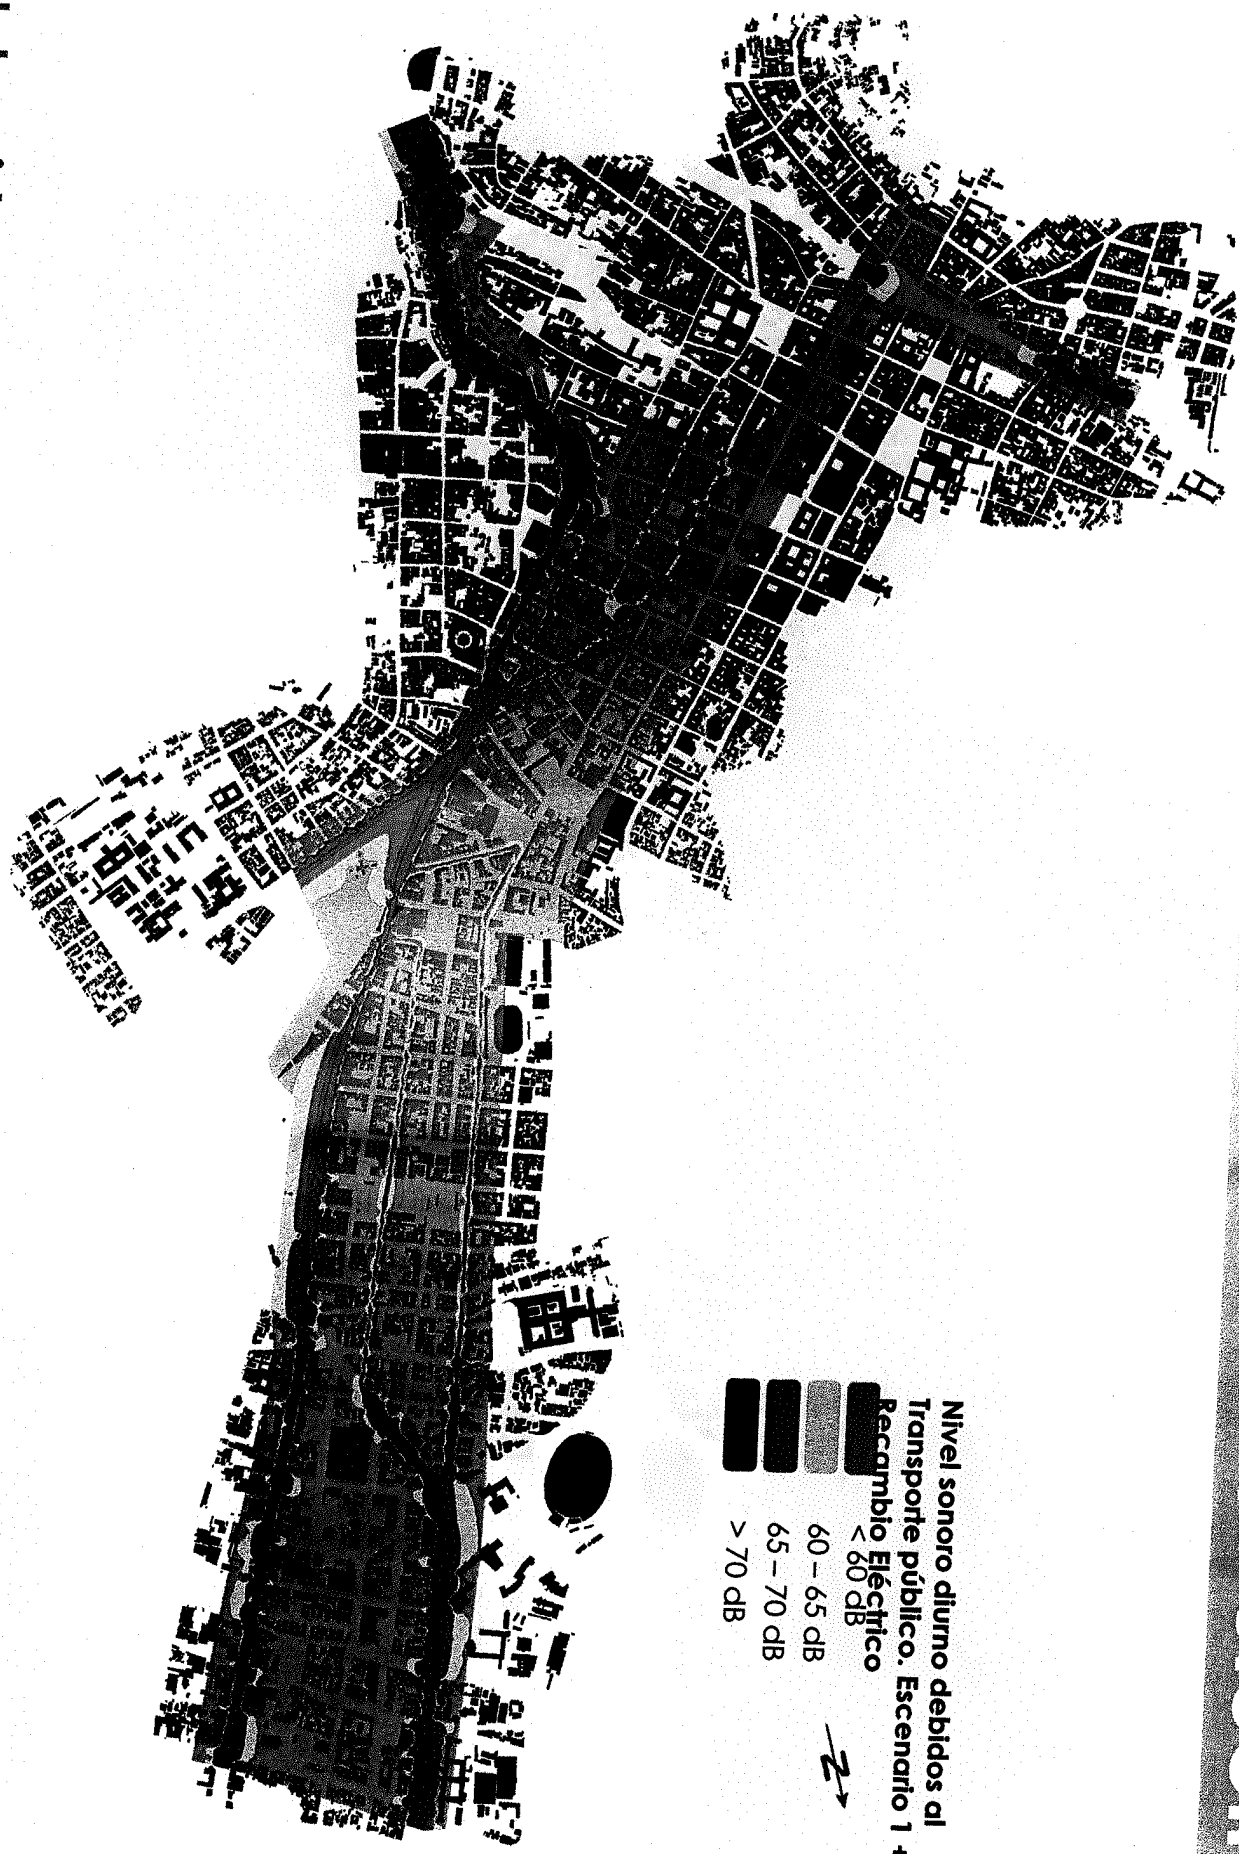 Nivel sonoro diurno debidos al
Transporte público. Escenario 1 +
Recambio Eléctrico
< 60 dB
60 – 65 dB
65 – 70 dB
> 70 dB